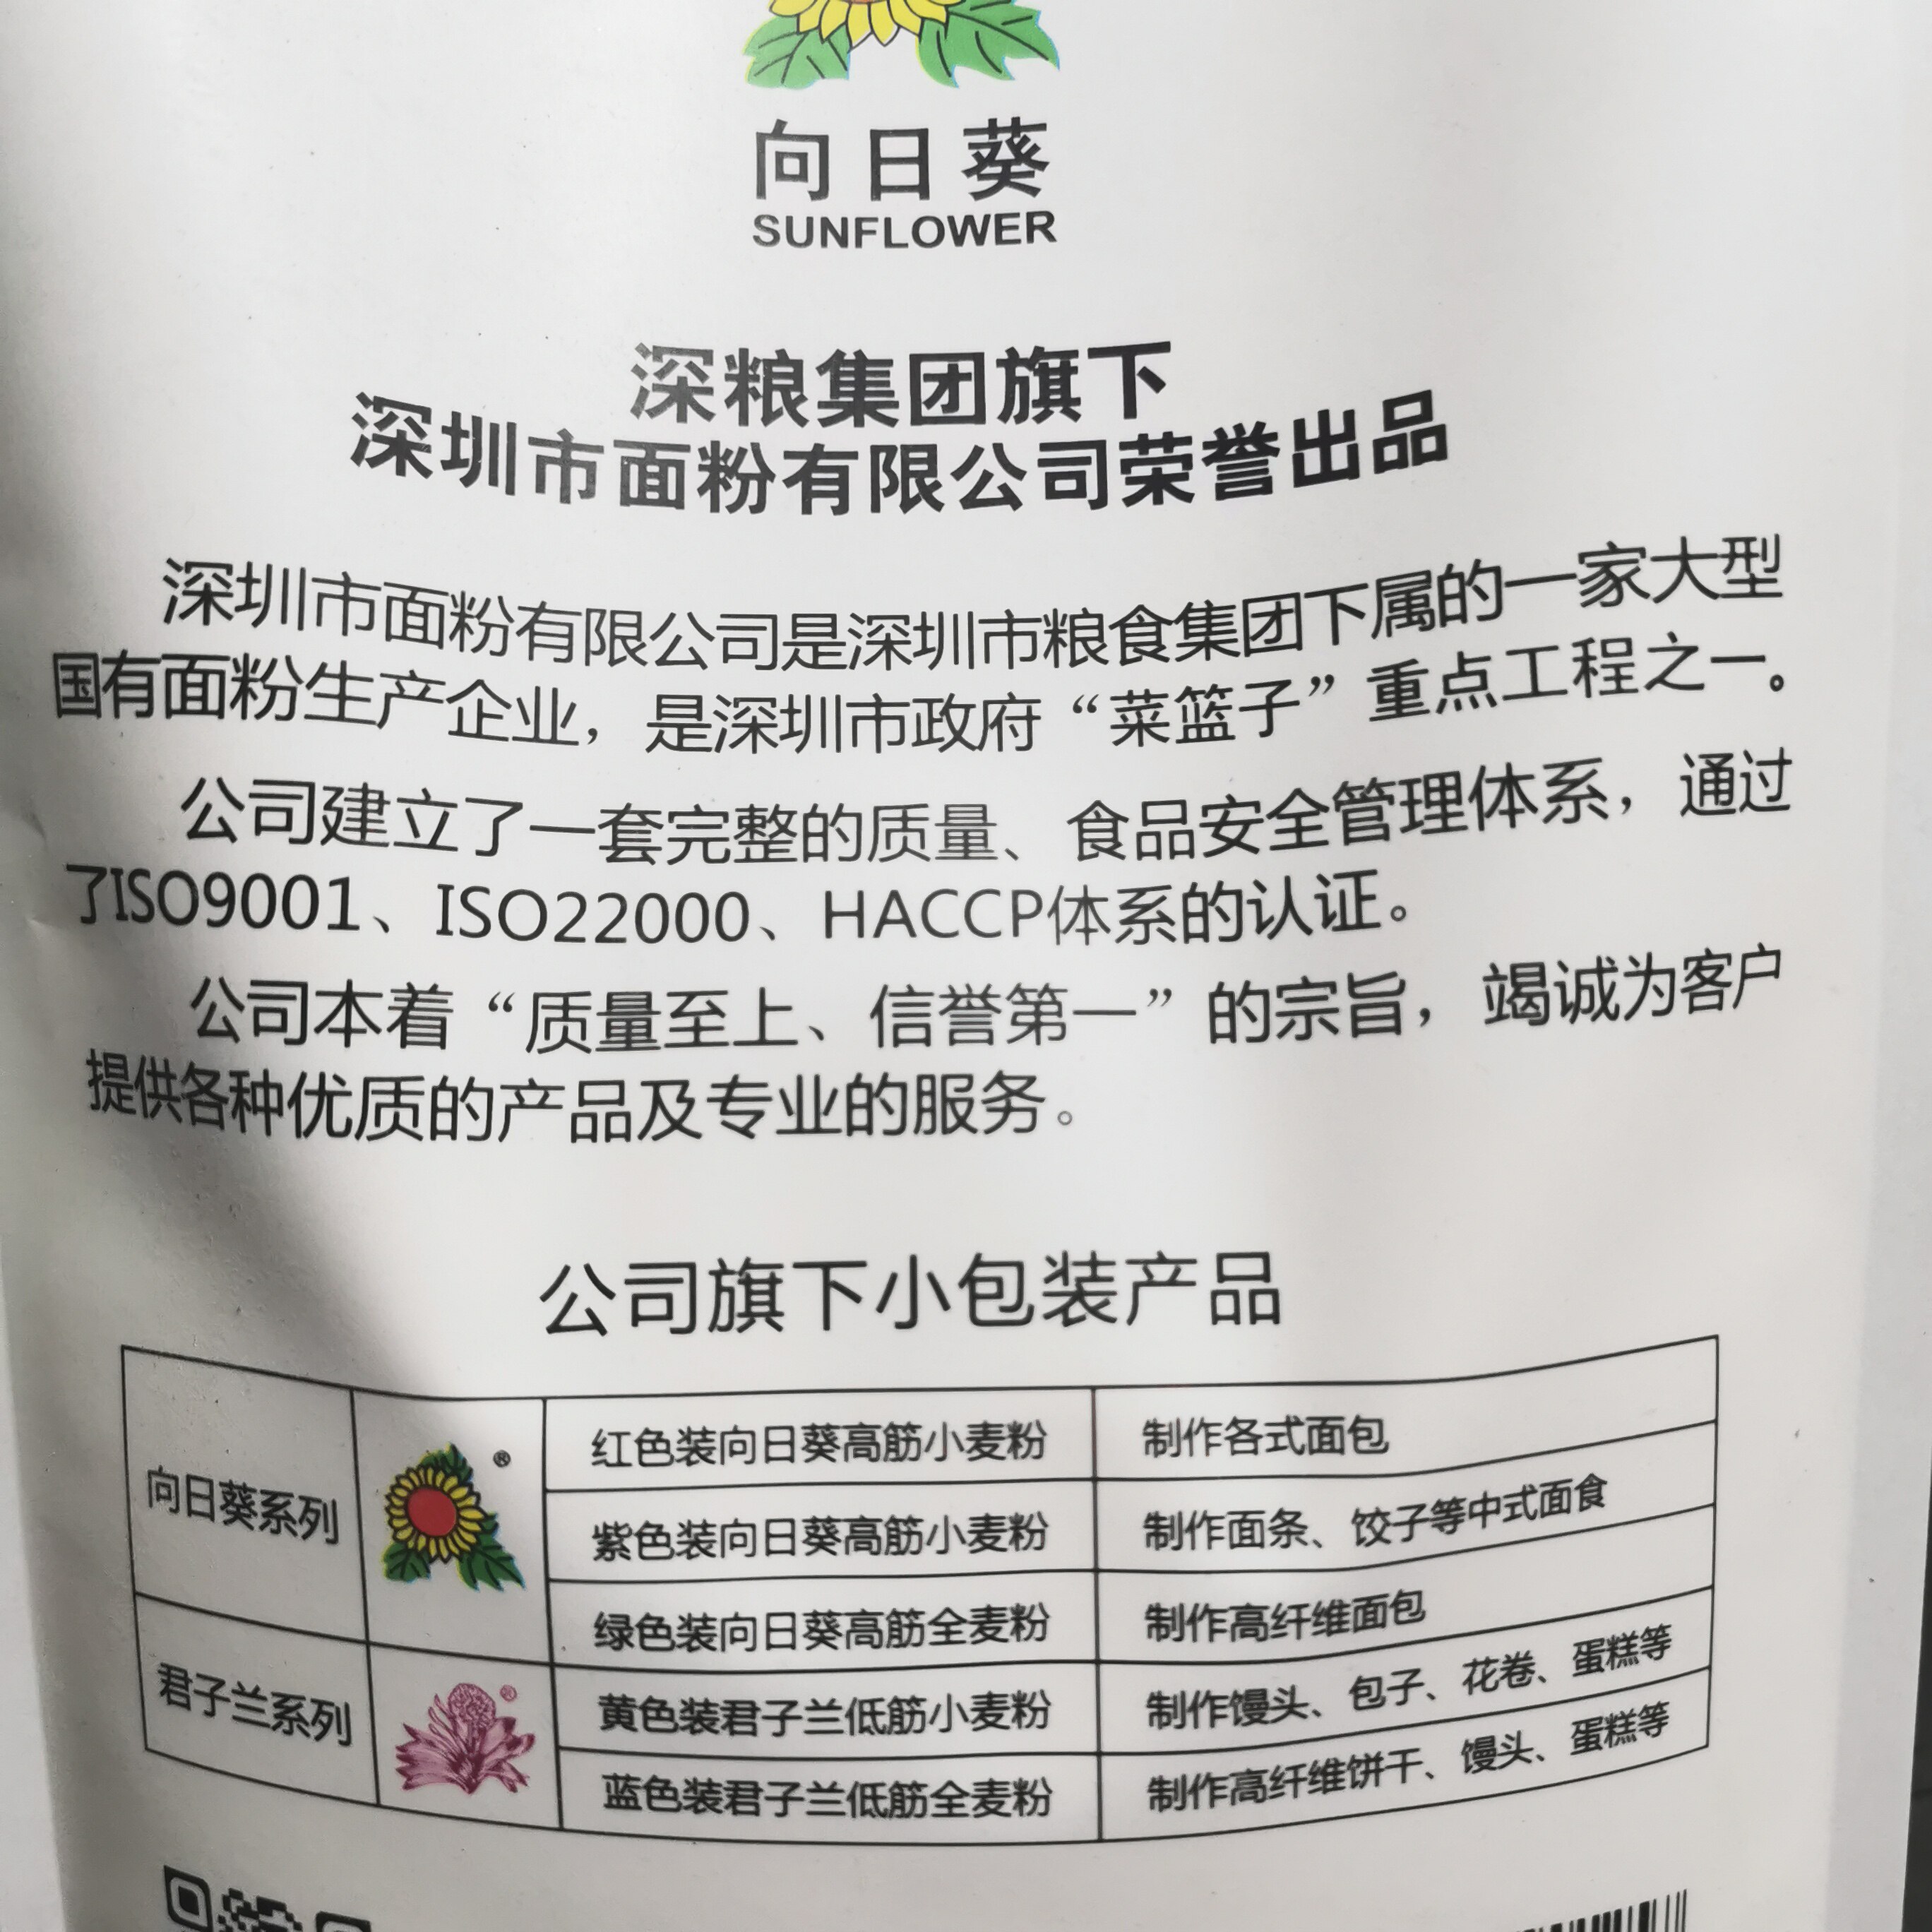 向日葵
SUNFLOWER
深粮集团旗下
深圳市面粉有限公司荣誉出品
深圳市面粉有限公司是深圳市粮食集团下属的一家大型
国有面粉生产企业，是深圳市政府“菜篮子”重点工程之一。
公司建立了一套完整的质量、食品安全管理体系，通过
了ISO9001、ISO22000、HACCP体系的认证。
公司本着“质量至上、信誉第一”的宗旨，竭诚为客户
提供各种优质的产品及专业的服务。
公司旗下小包装产品
向日葵系列
®
红色装向日葵高筋小麦粉 制作各式面包
紫色装向日葵高筋小麦粉 制作面条、饺子等中式面食
绿色装向日葵高筋全麦粉 制作高纤维面包
君子兰系列
®
黄色装君子兰低筋小麦粉 制作馒头、包子、花卷、蛋糕等
蓝色装君子兰低筋全麦粉 制作高纤维饼干、馒头、蛋糕等